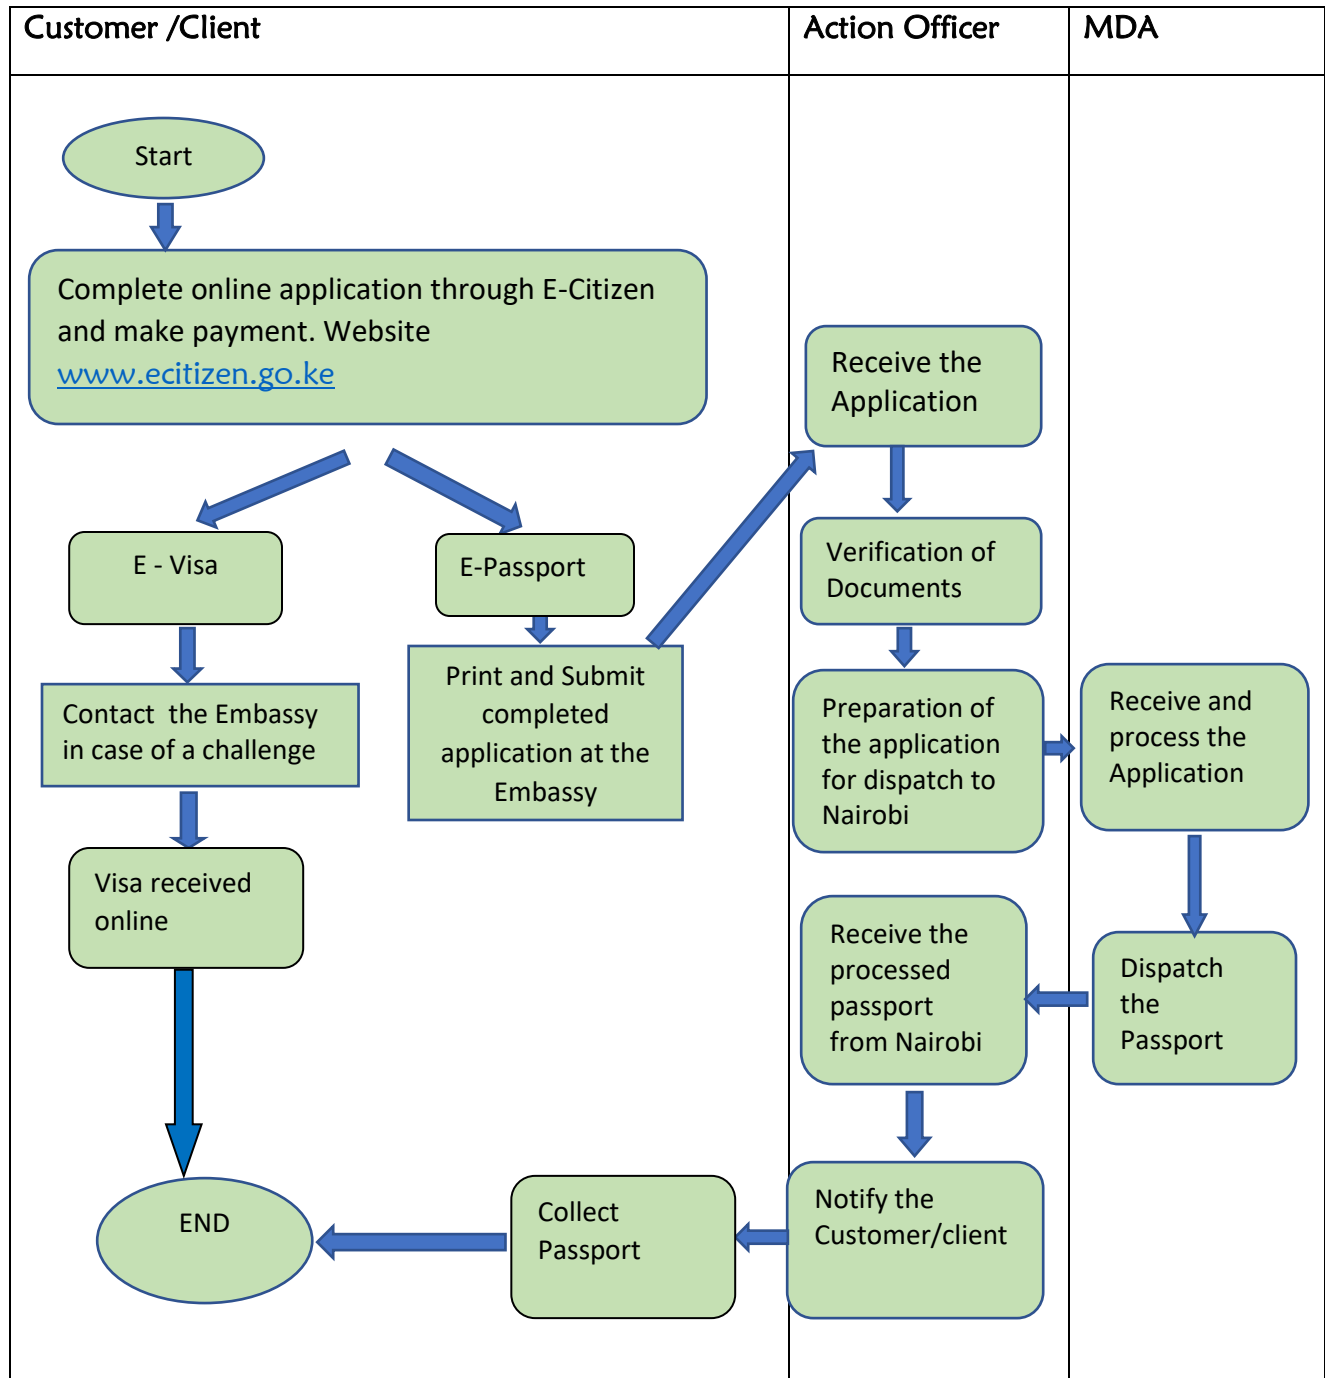 Customer /Client
Action Officer
MDA
Start
Complete online application through E-Citizen
and make payment. Website
www.ecitizen.go.ke
E - Visa
E-Passport
Contact  the Embassy
in case of a challenge
Print and Submit
completed
application at the
Embassy
Visa received
online
Receive the
Application
Verification of
Documents
Preparation of
the application
for dispatch to
Nairobi
Receive and
process the
Application
Dispatch
the
Passport
Receive the
processed
passport
from Nairobi
Notify the
Customer/client
Collect
Passport
END